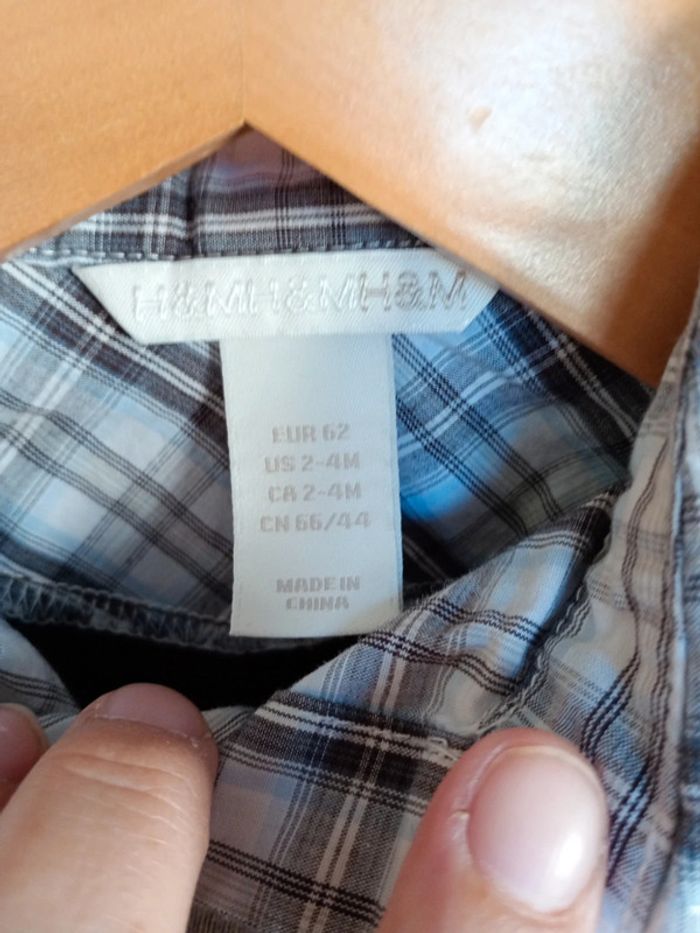 H&MH&MH&M
EUR 62
US 2-4M
CA 2-4M
CN 66/44
MADE IN
CHINA